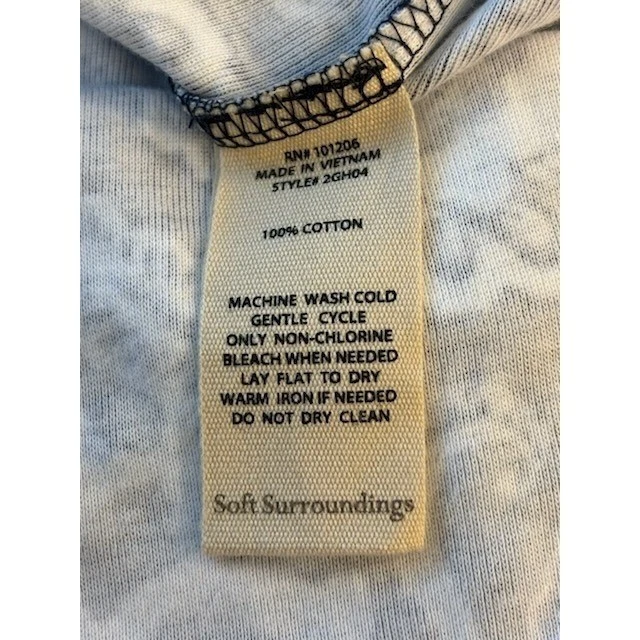 RN# 101206
MADE IN VIETNAM
STYLE# 2GH04
100% COTTON
MACHINE WASH COLD
GENTLE CYCLE
ONLY NON-CHLORINE
BLEACH WHEN NEEDED
LAY FLAT TO DRY
WARM IRON IF NEEDED
DO NOT DRY CLEAN
Soft Surroundings